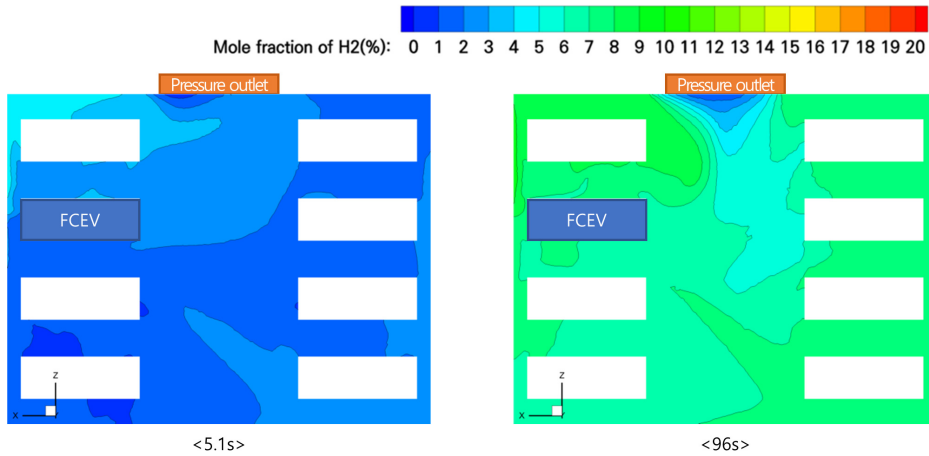 Mole fraction of H2(%): 0 1 2 3 4 5 6 7 8 9 10 11 12 13 14 15 16 17 18 19 20
Pressure outlet
Pressure outlet
FCEV
FCEV
z
x
z
x
<5.1s>
<96s>